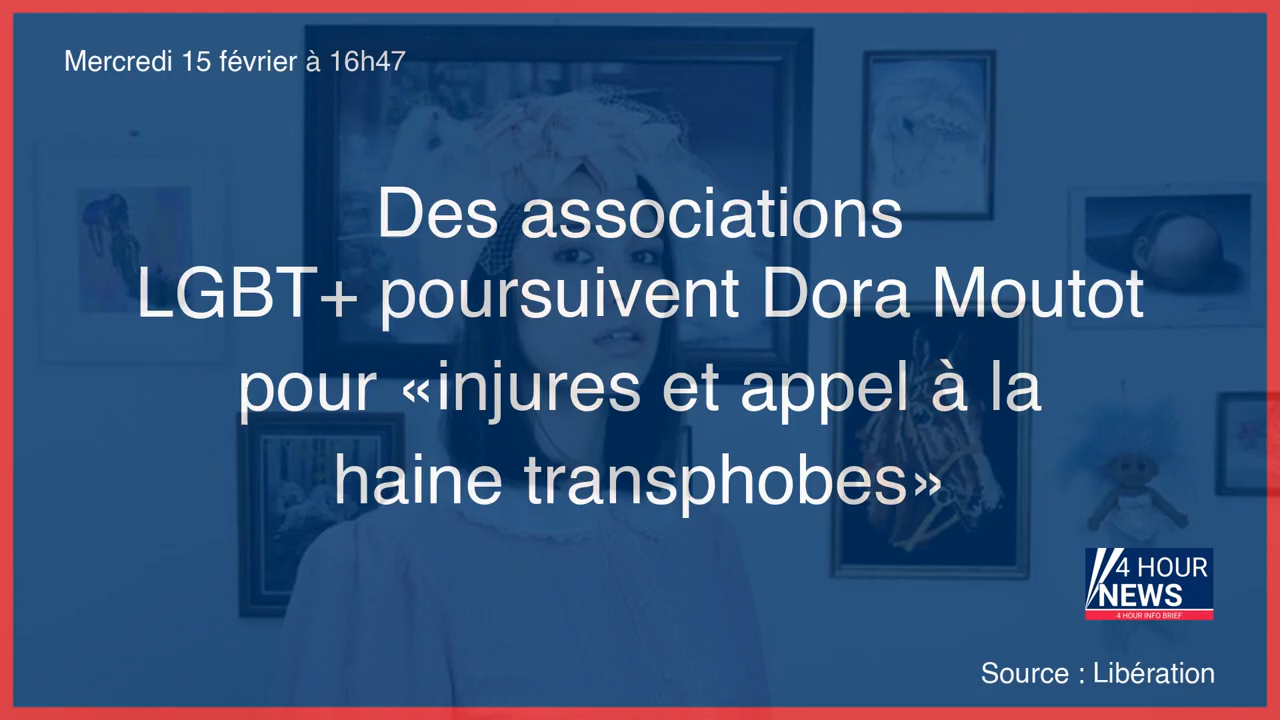 Mercredi 15 février à 16h47
Des associations
LGBT+ poursuivent Dora Moutot
pour «injures et appel à la
haine transphobes»
4 HOUR
NEWS
4 HOUR INFO BRIEF
Source : Libération